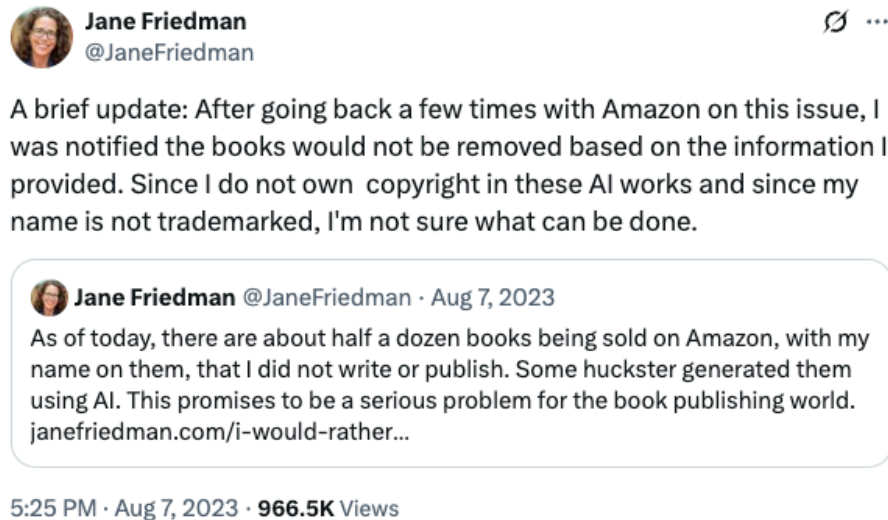 Jane Friedman
@JaneFriedman
A brief update: After going back a few times with Amazon on this issue, I
was notified the books would not be removed based on the information I
provided. Since I do not own  copyright in these AI works and since my
name is not trademarked, I'm not sure what can be done.
Jane Friedman @JaneFriedman · Aug 7, 2023
As of today, there are about half a dozen books being sold on Amazon, with my
name on them, that I did not write or publish. Some huckster generated them
using AI. This promises to be a serious problem for the book publishing world.
janefriedman.com/i-would-rather…
5:25 PM · Aug 7, 2023 · 966.5K Views